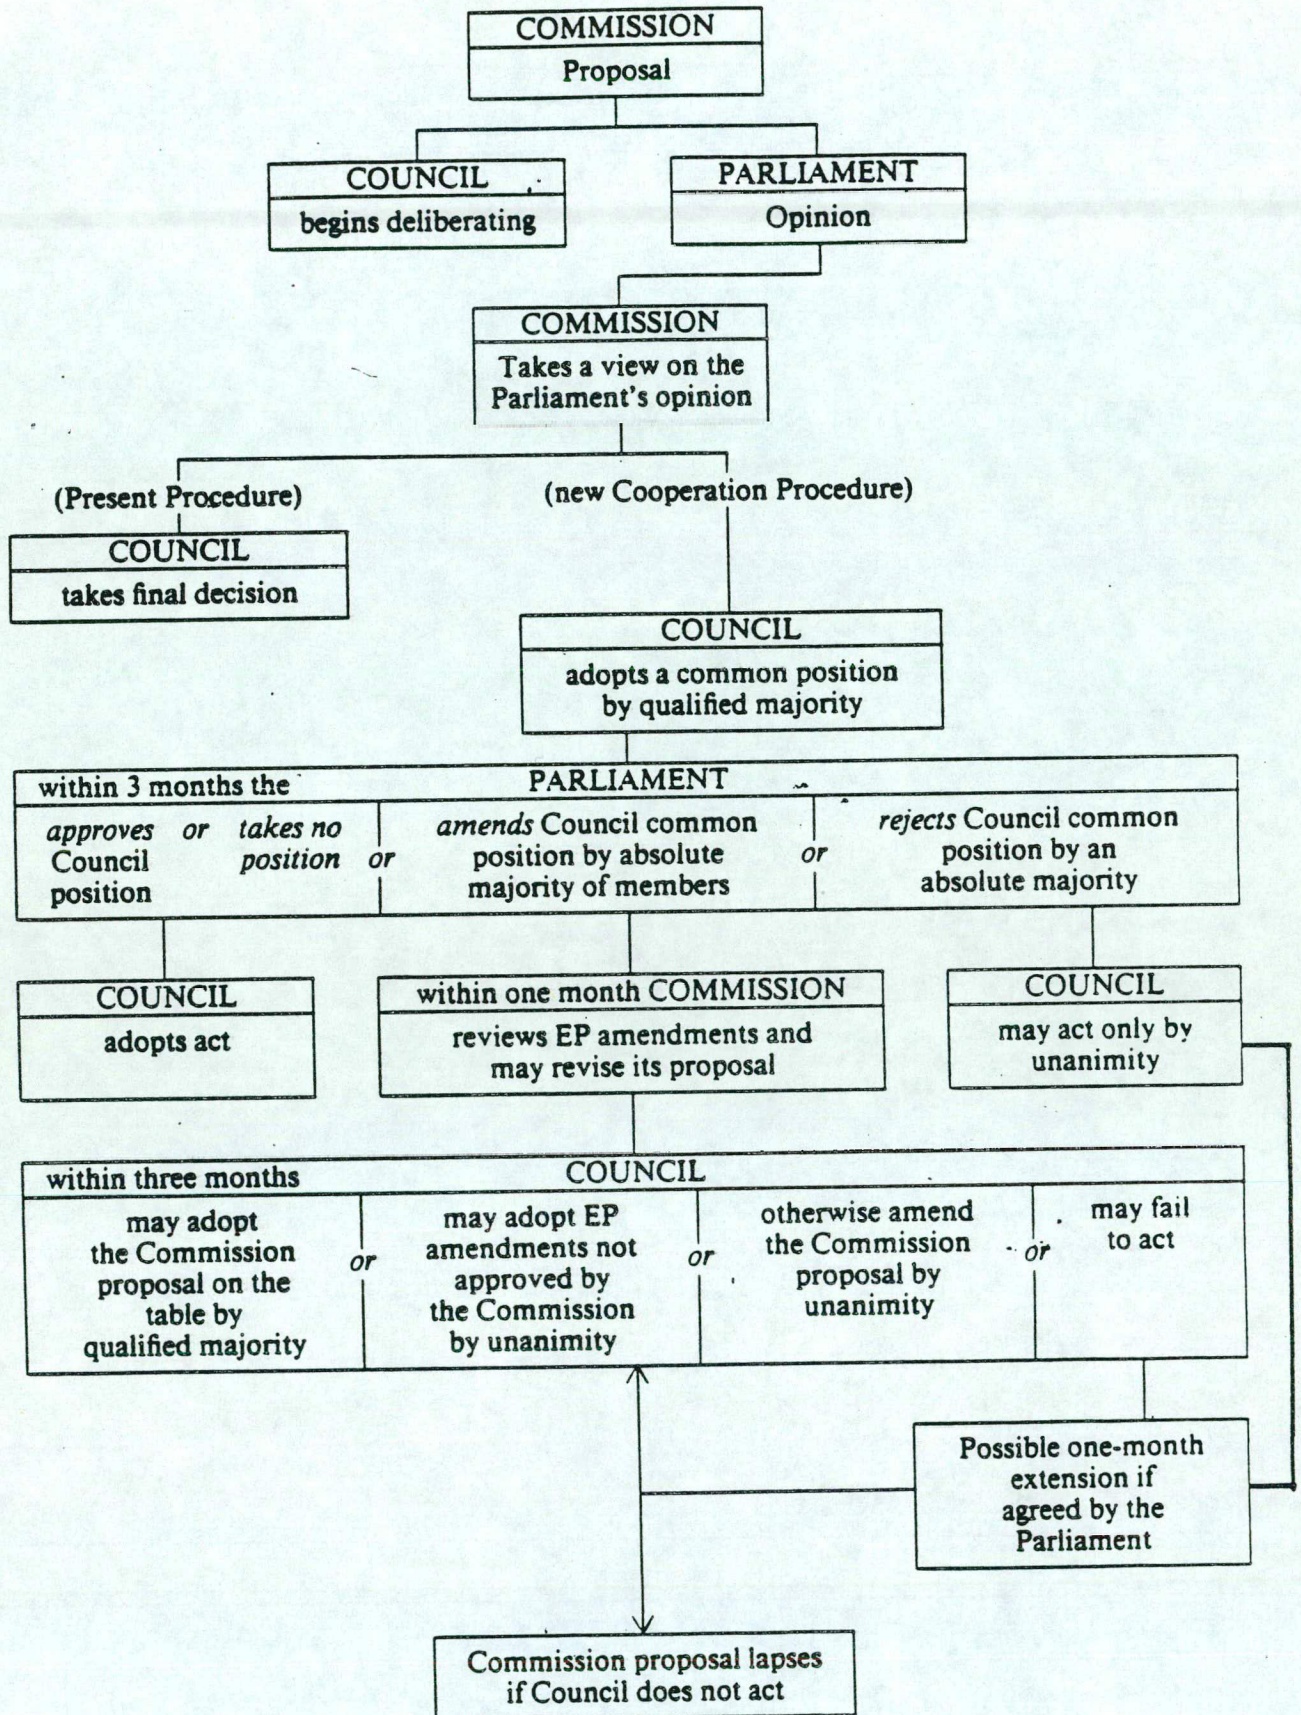 COMMISSION
Proposal
COUNCIL
begins deliberating
PARLIAMENT
Opinion
COMMISSION
Takes a view on the
Parliament's opinion
(Present Procedure)
(new Cooperation Procedure)
COUNCIL
takes final decision
COUNCIL
adopts a common position
by qualified majority
within 3 months the PARLIAMENT
approves or takes no
Council position
position
or
amends Council common
position by absolute
majority of members
or
rejects Council common
position by an
absolute majority
COUNCIL
adopts act
within one month COMMISSION
reviews EP amendments and
may revise its proposal
COUNCIL
may act only by
unanimity
within three months COUNCIL
may adopt
the Commission
proposal on the
table by
qualified majority
or
may adopt EP
amendments not
approved by
the Commission
by unanimity
or
otherwise amend
the Commission
proposal by
unanimity
or
may fail
to act
Possible one-month
extension if
agreed by the
Parliament
Commission proposal lapses
if Council does not act